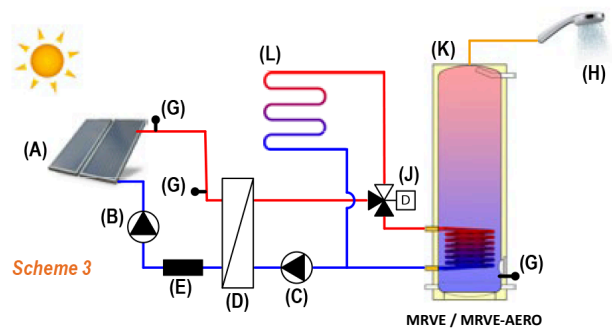 (L)
(K)
(H)
(G)
(A)
(G)
(J)
D
(B)
(G)
Scheme 3
(E)
(D)
(C)
MRVE / MRVE-AERO